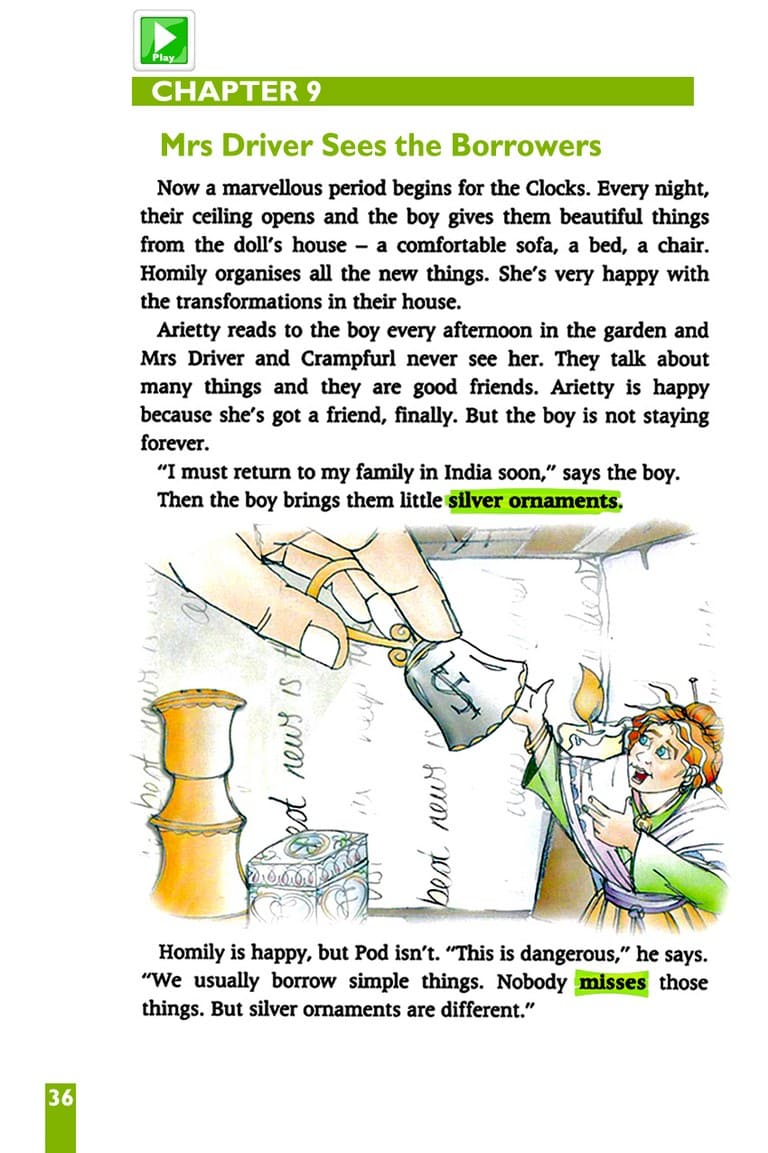 Play
CHAPTER 9
Mrs Driver Sees the Borrowers
Now a marvellous period begins for the Clocks. Every night,
their ceiling opens and the boy gives them beautiful things
from the doll's house – a comfortable sofa, a bed, a chair.
Homily organises all the new things. She's very happy with
the transformations in their house.
Arietty reads to the boy every afternoon in the garden and
Mrs Driver and Crampfurl never see her. They talk about
many things and they are good friends. Arietty is happy
because she's got a friend, finally. But the boy is not staying
forever.
"I must return to my family in India soon," says the boy.
Then the boy brings them little silver ornaments.
best news is
best news is
best news is
Homily is happy, but Pod isn't. "This is dangerous," he says.
"We usually borrow simple things. Nobody misses those
things. But silver ornaments are different."
36